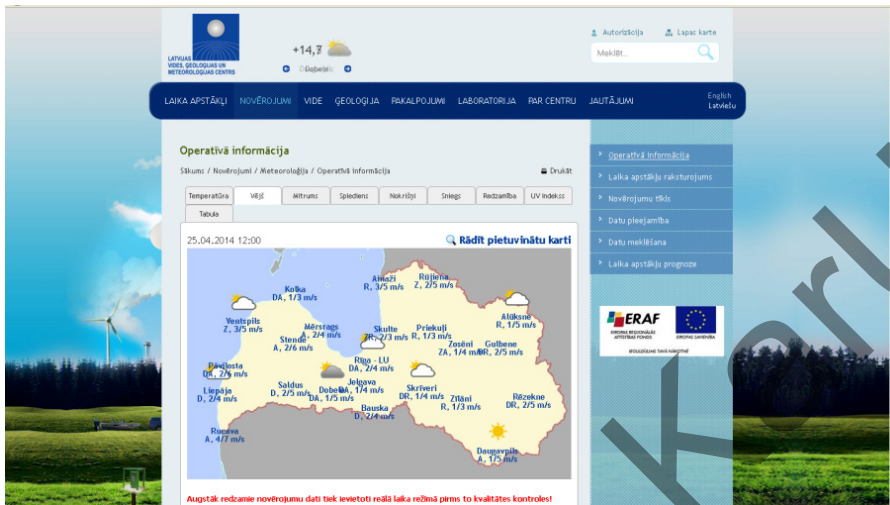 LATVIJAS
VIDES, ĢEOLOĢIJAS UN
METEOROLOĢIJAS CENTRS
+14,
Autorizācija
Lapas karte
Meklēt..
LAIKA APSTĀKĻI NOVĒROJUMI VIDE ĢEOLOĢIJA PAKALPOJUMI LABORATORIJA PAR CENTRU JAUTĀJUMI
English
Latviešu
Operatīvā informācija
Sākums / Novērojumi / Meteoroloģija / Operatīvā informācija
Drukāt
Temperatūra Vējš Mitrums Spiediens Nokrišņi Sniegs Redzamība UV indekss
Tabula
25.04.2014 12:00
Rādīt pietuvinātu karti
Ainaži
R, 3/5 m/s
Rūjiena
Z, 2/5 m/s
Kolka
DA, 1/3 m/s
Ventspils
Z, 3/5 m/s
Mērsrags
A, 2/4 m/s
Stende
A, 2/6 m/s
Skulte
ZR, 2/3 m/s
Priekuļi
R, 1/3 m/s
Alūksne
R, 1/5 m/s
Zosēni
ZA, 1/4 m/s
Gulbene
DR, 2/5 m/s
Rīga - LU
DA, 2/4 m/s
Pāvilosta
DA, 2/4 m/s
Liepāja
D, 2/4 m/s
Saldus
D, 2/5 m/s
Dobele
DA, 1/5 m/s
Jelgava
DA, 1/4 m/s
Skrīveri
DR, 1/4 m/s
Zīlāni
R, 1/3 m/s
Rēzekne
DR, 2/5 m/s
Bauska
D, 2/4 m/s
Rucava
A, 4/7 m/s
Daugavpils
A, 1/5 m/s
Augstāk redzamie novērojumu dati tiek ievietoti reālā laika režīmā pirms to kvalitātes kontroles!
Operatīvā informācija
Laika apstākļu raksturojums
Novērojumu tīkls
Datu pieejamība
Datu meklēšana
Laika apstākļu prognoze
ERAF
EIROPAS REĢIONĀLĀS
ATTĪSTĪBAS FONDS
EIROPAS SAVIENĪBA
IEGULDĪJUMS TAVĀ NĀKOTNĒ
Karl